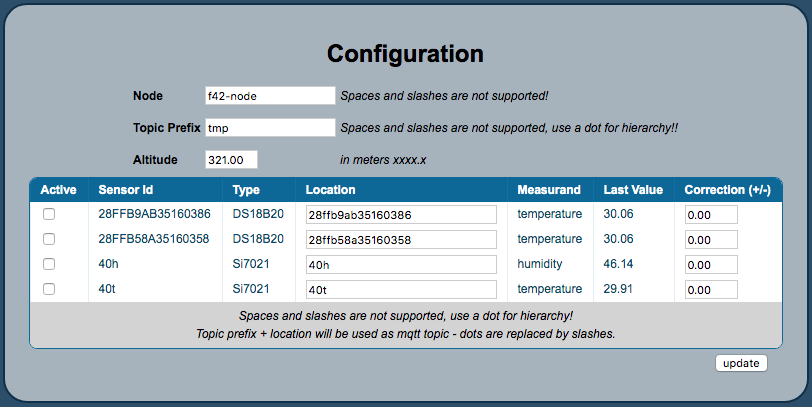 Configuration
Node f42-node Spaces and slashes are not supported!
Topic Prefix tmp Spaces and slashes are not supported, use a dot for hierarchy!!
Altitude 321.00 in meters xxxx.x
Active Sensor Id Type Location Measurand Last Value Correction (+/-)
28FFB9AB35160386 DS18B20 28ffb9ab35160386 temperature 30.06 0.00
28FFB58A35160358 DS18B20 28ffb58a35160358 temperature 30.06 0.00
40h Si7021 40h humidity 46.14 0.00
40t Si7021 40t temperature 29.91 0.00
Spaces and slashes are not supported, use a dot for hierarchy!
Topic prefix + location will be used as mqtt topic - dots are replaced by slashes.
update